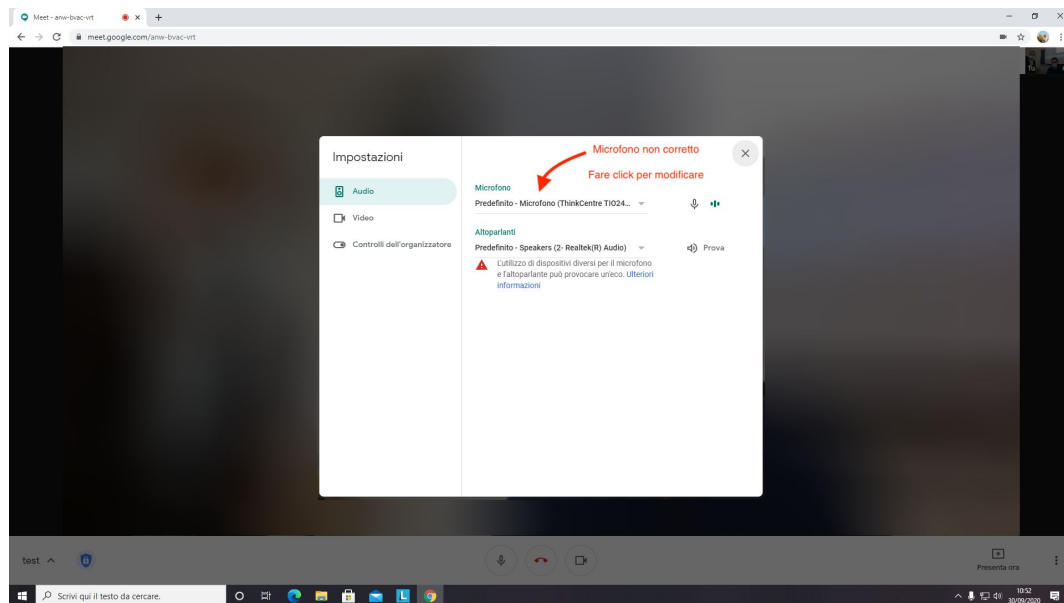 Meet - anw-bvac-vrt
meet.google.com/anw-bvac-vrt
Tu
Impostazioni
Audio
Video
Controlli dell'organizzatore
Microfono non corretto
Fare click per modificare
Microfono
Predefinito - Microfono (ThinkCentre TIO24...
Altoparlanti
Predefinito - Speakers (2- Realtek(R) Audio)
Prova
L'utilizzo di dispositivi diversi per il microfono
e l'altoparlante può provocare un'eco. Ulteriori
informazioni
test
Presenta ora
Scrivi qui il testo da cercare.
L
10:52
30/09/2020